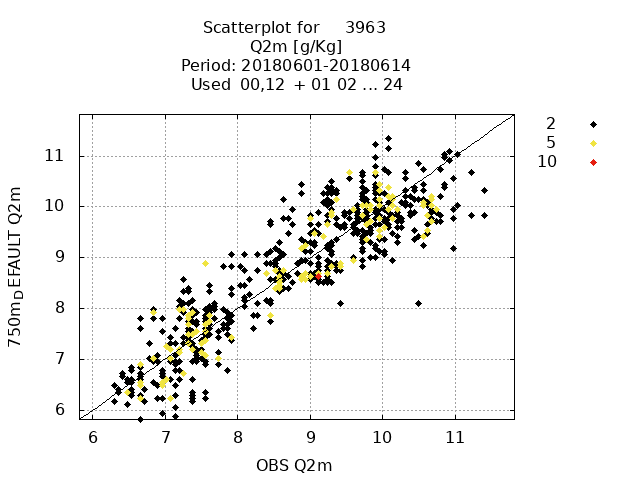 Scatterplot for 3963
Q2m [g/Kg]
Period: 20180601-20180614
Used 00,12 + 01 02 ... 24
2
5
10
11
10
9
8
7
6
750m_DEFAULT Q2m
6 7 8 9 10 11
OBS Q2m